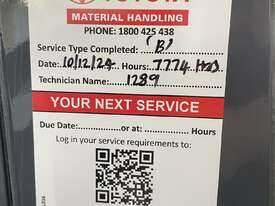 TOYOTA
MATERIAL HANDLING
PHONE: 1800 425 438
Service Type Completed: (B)
Date: 10/12/24 Hours: 7774 HRS
Technician Name: 1289
YOUR NEXT SERVICE
Due Date: or at: Hours
Log in your service requirements to: